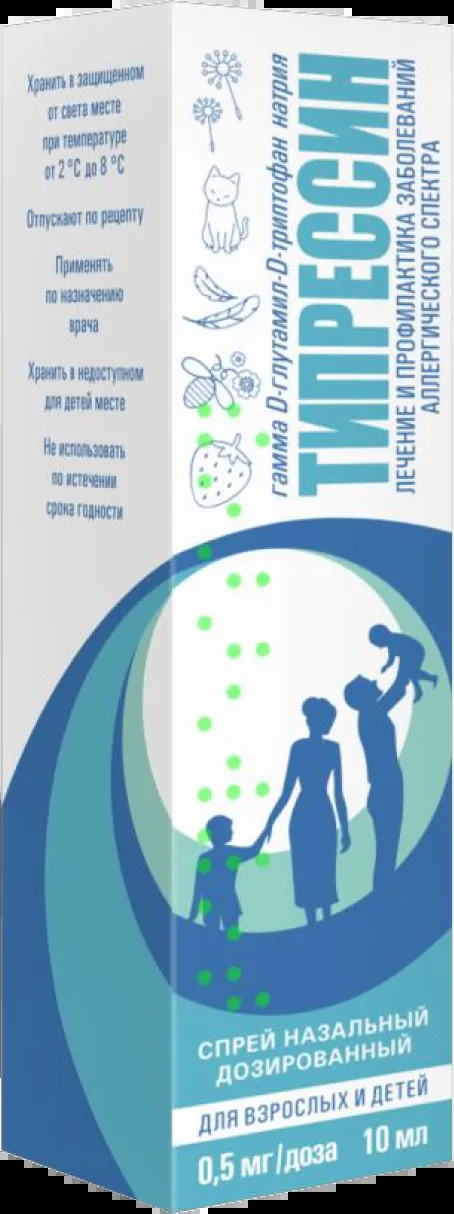 Хранить в защищенном
от света месте
при температуре
от 2 °С до 8 °С
Отпускают по рецепту
Применять
по назначению
врача
Хранить в недоступном
для детей месте
Не использовать
по истечении
срока годности
гамма D-глутамил-D-триптофан натрия
ТИПРЕССИН
ЛЕЧЕНИЕ И ПРОФИЛАКТИКА ЗАБОЛЕВАНИЙ
АЛЛЕРГИЧЕСКОГО СПЕКТРА
СПРЕЙ НАЗАЛЬНЫЙ
ДОЗИРОВАННЫЙ
ДЛЯ ВЗРОСЛЫХ И ДЕТЕЙ
0,5 мг/доза 10 мл